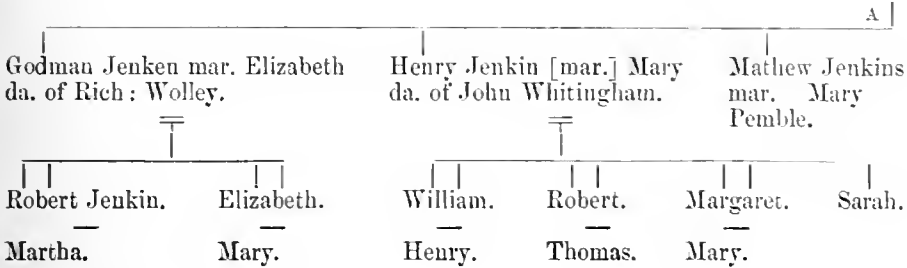 A
Godman Jenken mar. Elizabeth
da. of Rich : Wolley.
Henry Jenkin [mar.] Mary
da. of John Whitingham.
Mathew Jenkins
mar. Mary
Pemble.
Robert Jenkin.
Martha.
Elizabeth.
Mary.
William.
Henry.
Robert.
Thomas.
Margaret.
Mary.
Sarah.